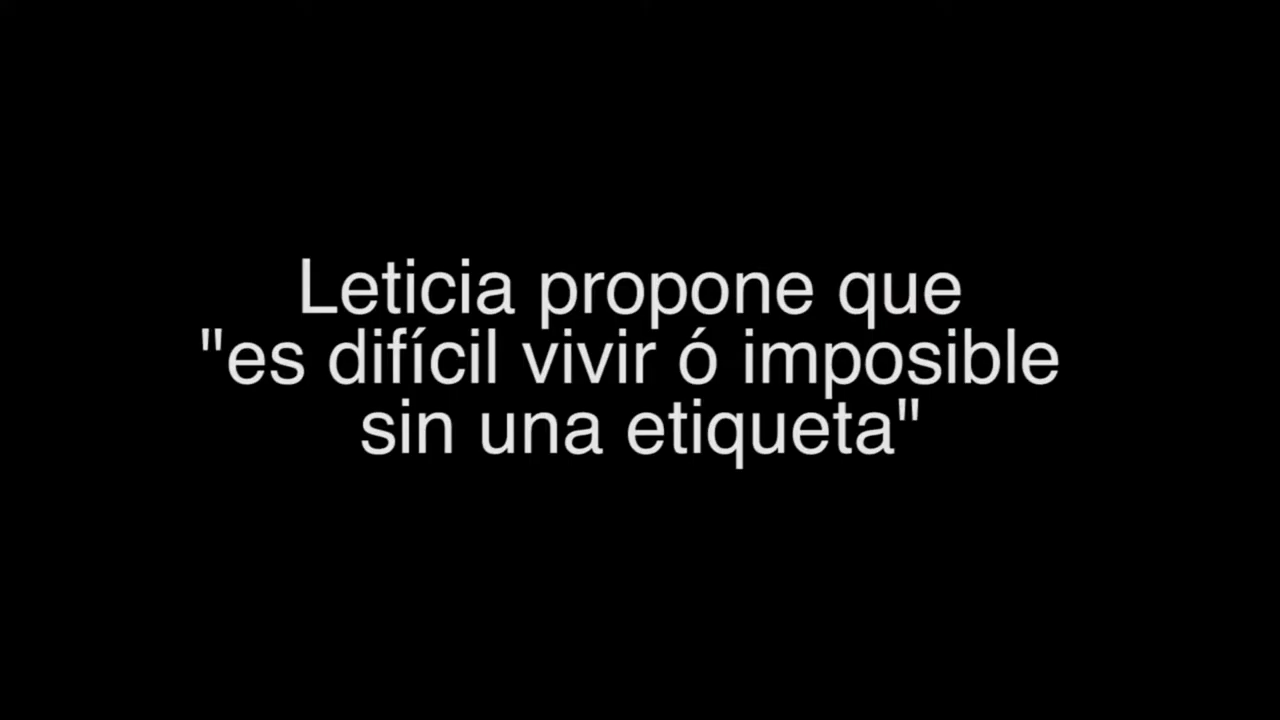 Leticia propone que
"es difícil vivir ó imposible
sin una etiqueta"